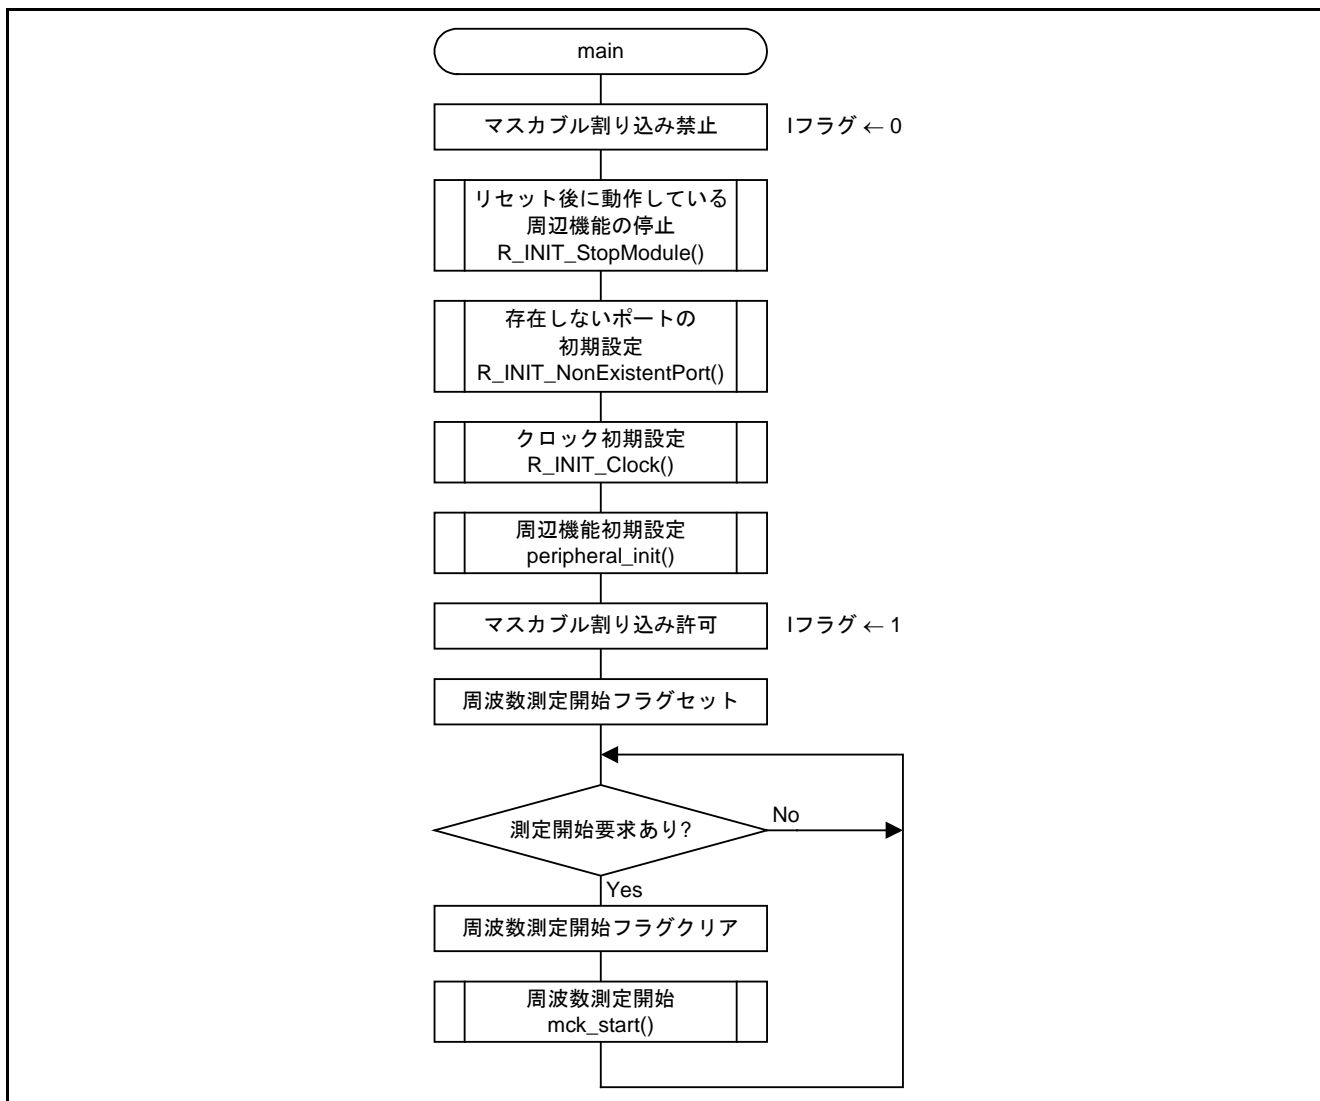 main
マスカブル割り込み禁止
Iフラグ ← 0
リセット後に動作している
周辺機能の停止
R_INIT_StopModule()
存在しないポートの
初期設定
R_INIT_NonExistentPort()
クロック初期設定
R_INIT_Clock()
周辺機能初期設定
peripheral_init()
マスカブル割り込み許可
Iフラグ ← 1
周波数測定開始フラグセット
測定開始要求あり?
No
Yes
周波数測定開始フラグクリア
周波数測定開始
mck_start()